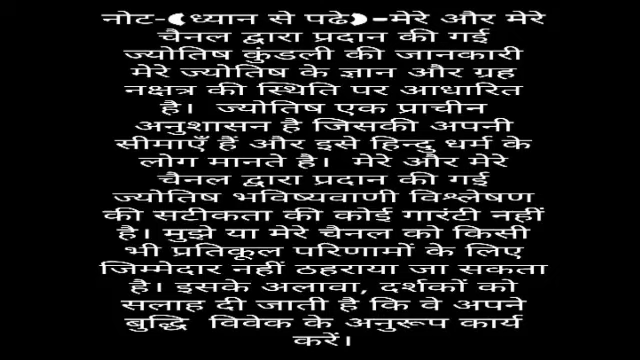 नोट-(ध्यान से पढे)-मेरे और मेरे
चैनल द्वारा प्रदान की गई
ज्योतिष कुंडली की जानकारी
मेरे ज्योतिष के ज्ञान और ग्रह
नक्षत्र की स्थिति पर आधारित
है। ज्योतिष एक प्राचीन
अनुशासन है जिसकी अपनी
सीमाएँ हैं और इसे हिन्दु धर्म के
लोग मानते है। मेरे और मेरे
चैनल द्वारा प्रदान की गई
ज्योतिष भविष्यवाणी विश्लेषण
की सटीकता की कोई गारंटी नहीं
है। मुझे या मेरे चैनल को किसी
भी प्रतिकूल परिणामों के लिए
जिम्मेदार नहीं ठहराया जा सकता
है। इसके अलावा, दर्शकों को
सलाह दी जाती है कि वे अपने
बुद्धि विवेक के अनुरूप कार्य
करें।